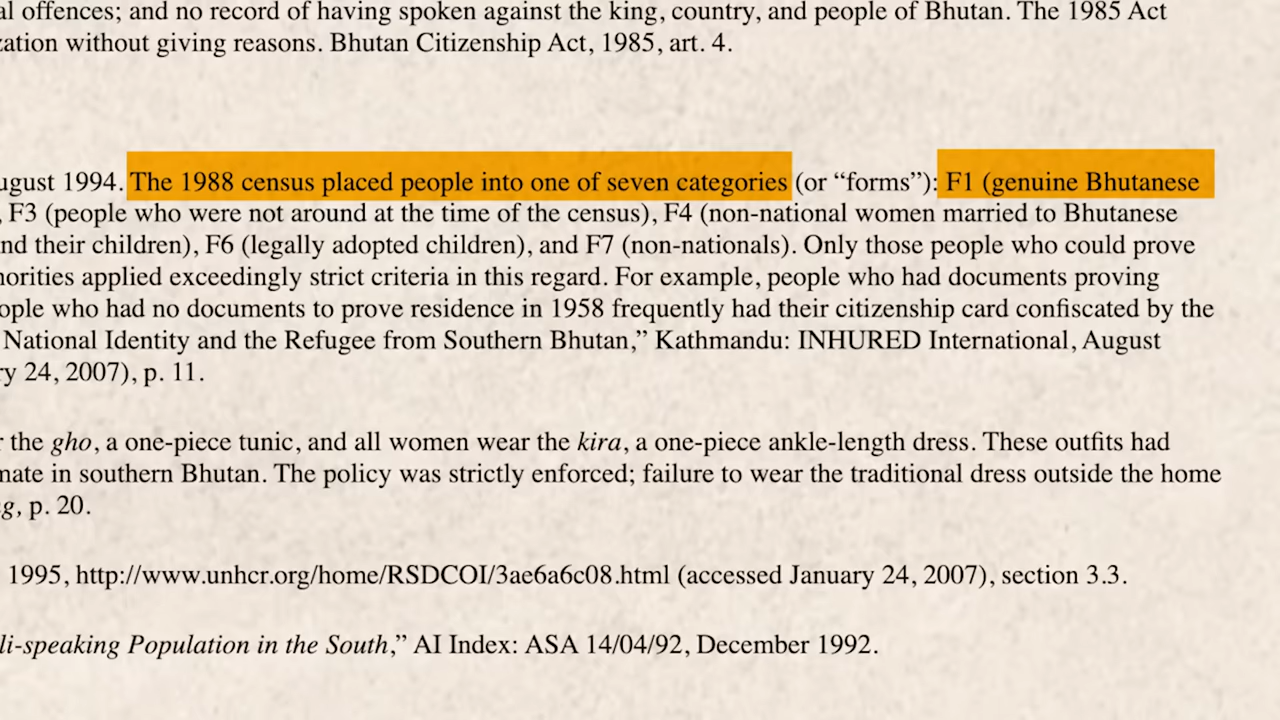 al offences; and no record of having spoken against the king, country, and people of Bhutan. The 1985 Act
zation without giving reasons. Bhutan Citizenship Act, 1985, art. 4.
ugust 1994. The 1988 census placed people into one of seven categories (or “forms”): F1 (genuine Bhutanese
, F3 (people who were not around at the time of the census), F4 (non-national women married to Bhutanese
nd their children), F6 (legally adopted children), and F7 (non-nationals). Only those people who could prove
horities applied exceedingly strict criteria in this regard. For example, people who had documents proving
ople who had no documents to prove residence in 1958 frequently had their citizenship card confiscated by the
National Identity and the Refugee from Southern Bhutan,” Kathmandu: INHURED International, August
ry 24, 2007), p. 11.
r the gho, a one-piece tunic, and all women wear the kira, a one-piece ankle-length dress. These outfits had
mate in southern Bhutan. The policy was strictly enforced; failure to wear the traditional dress outside the home
g, p. 20.
1995, http://www.unhcr.org/home/RSDCOI/3ae6a6c08.html (accessed January 24, 2007), section 3.3.
li-speaking Population in the South,” AI Index: ASA 14/04/92, December 1992.